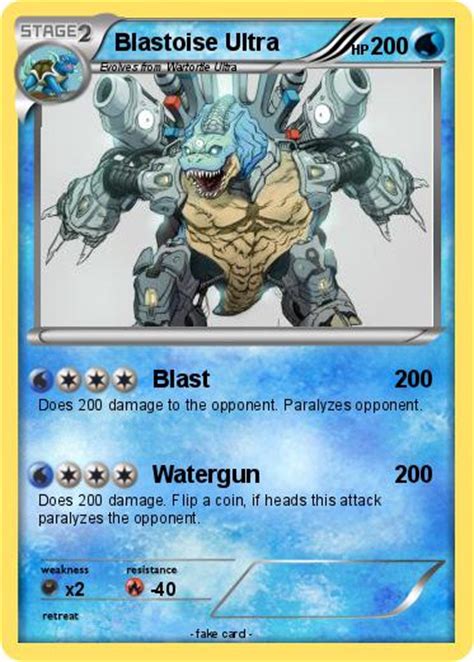 STAGE2
Blastoise Ultra
HP 200
Evolves from Wartortle Ultra
Blast 200
Does 200 damage to the opponent. Paralyzes opponent.
Watergun 200
Does 200 damage. Flip a coin, if heads this attack
paralyzes the opponent.
weakness
resistance
x2
-40
retreat
- fake card -